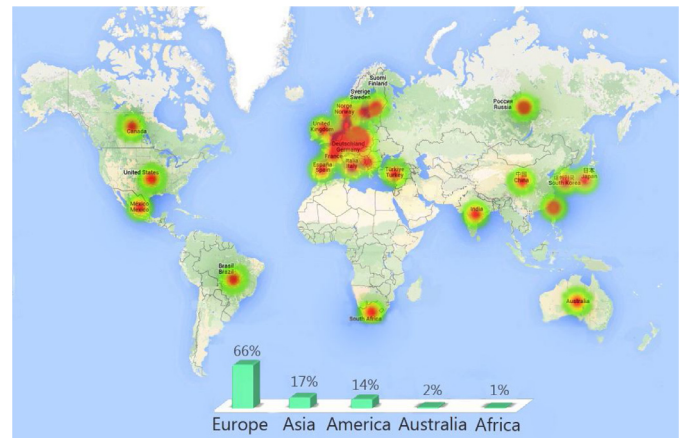 Suomi
Finland
Sverige
Sweden
Norge
Norway
Россия
Russia
United
Kingdom
Canada
Deutschland
Germany
France
Italia
Italy
España
Spain
Türkiye
Turkey
United States
México
Mexico
中国
China
日本
Japan
South Korea
India
Brasil
Brazil
Australia
South Africa
66%
17%
14%
2%
1%
Europe Asia America Australia Africa